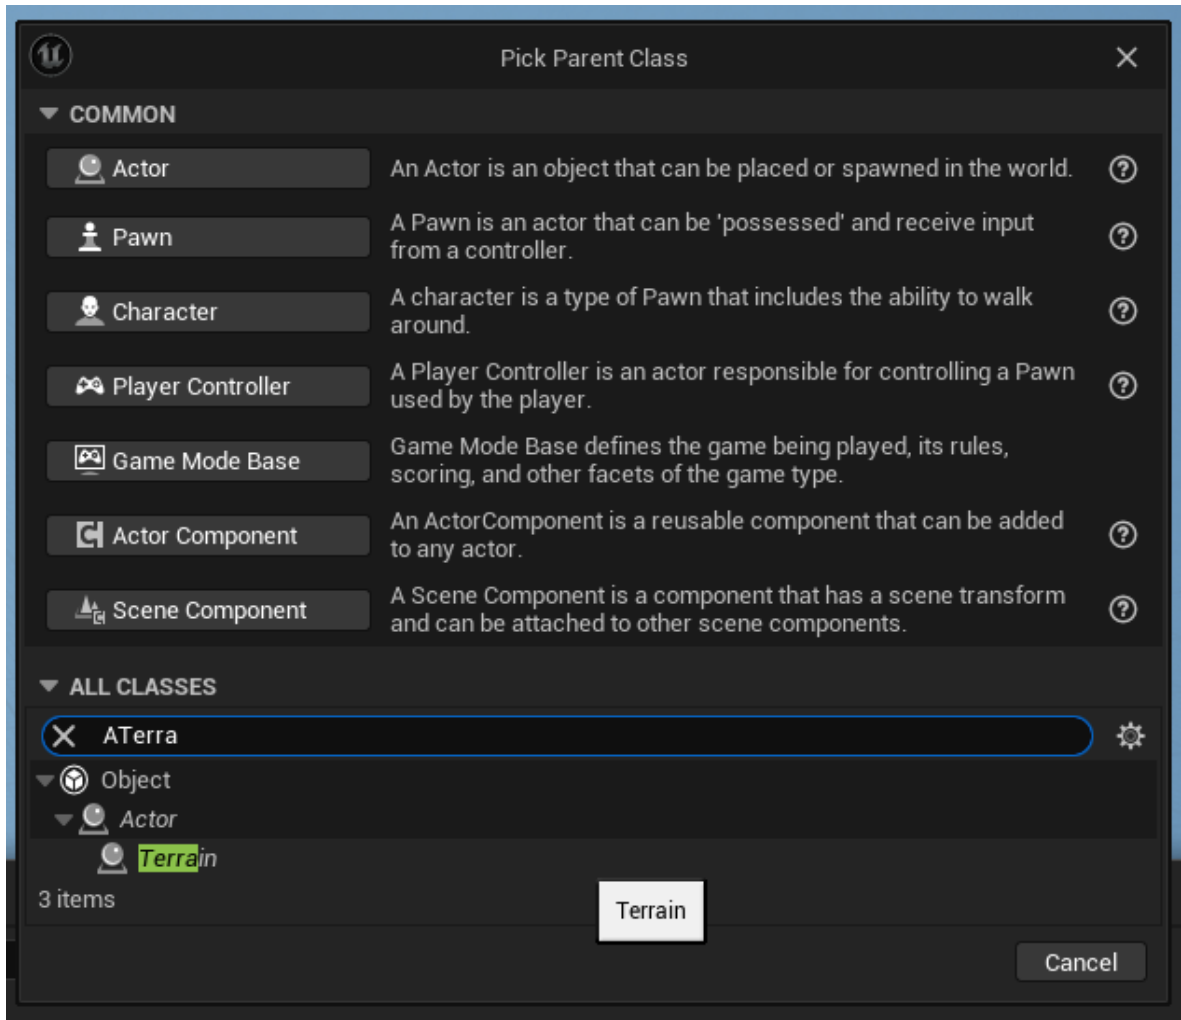 Pick Parent Class
COMMON
Actor
An Actor is an object that can be placed or spawned in the world.
Pawn
A Pawn is an actor that can be 'possessed' and receive input
from a controller.
Character
A character is a type of Pawn that includes the ability to walk
around.
Player Controller
A Player Controller is an actor responsible for controlling a Pawn
used by the player.
Game Mode Base
Game Mode Base defines the game being played, its rules,
scoring, and other facets of the game type.
Actor Component
An ActorComponent is a reusable component that can be added
to any actor.
Scene Component
A Scene Component is a component that has a scene transform
and can be attached to other scene components.
ALL CLASSES
ATerra
Object
Actor
Terrain
3 items
Terrain
Cancel